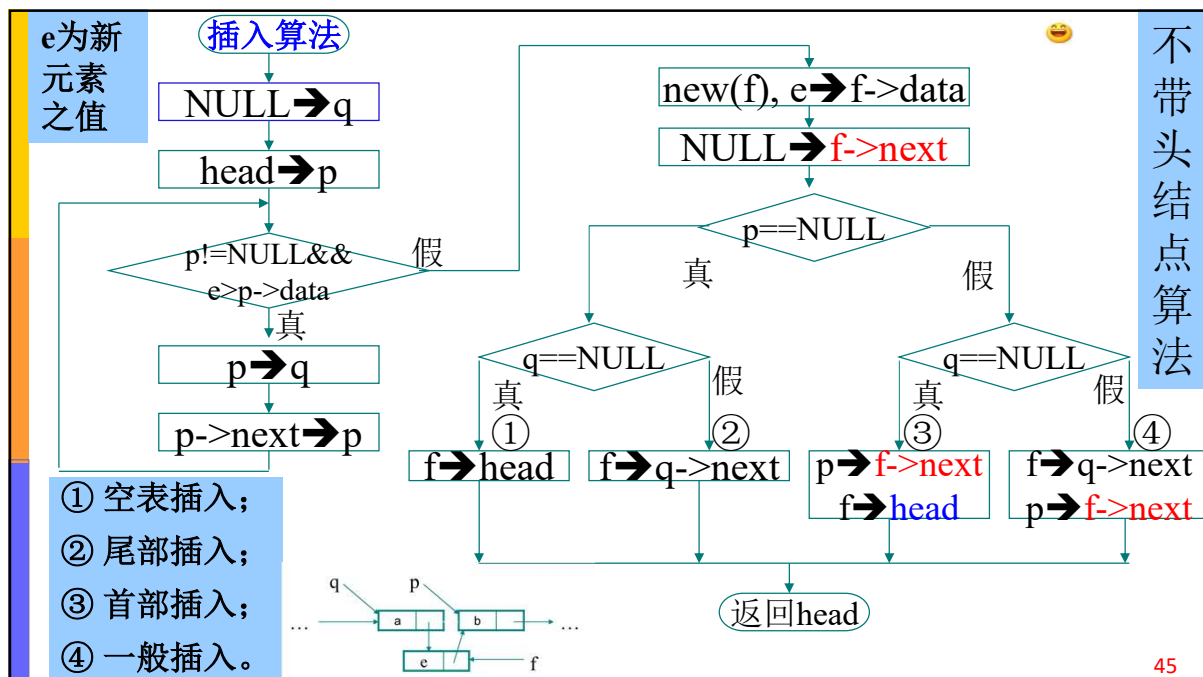 e为新
元素
之值
插入算法
NULL➔q
head➔p
p!=NULL&&
e>p->data
假
真
p➔q
p->next➔p
new(f), e➔f->data
NULL➔f->next
p==NULL
真
假
q==NULL
真
假
①
②
f➔head
f➔q->next
q==NULL
真
假
③
④
p➔f->next
f➔head
f➔q->next
p➔f->next
返回head
不带头结点算法
① 空表插入；
② 尾部插入；
③ 首部插入；
④ 一般插入。
q
p
…
a
b
…
e
f
45